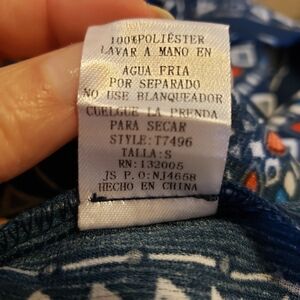 100%POLIÉSTER
LAVAR A MANO EN
AGUA FRIA
POR SEPARADO
NO USE BLANQUEADOR
CUELGUE LA PRENDA
PARA SECAR
STYLE:T7496
TALLA:S
RN:132005
JS P.O:NJ4658
HECHO EN CHINA